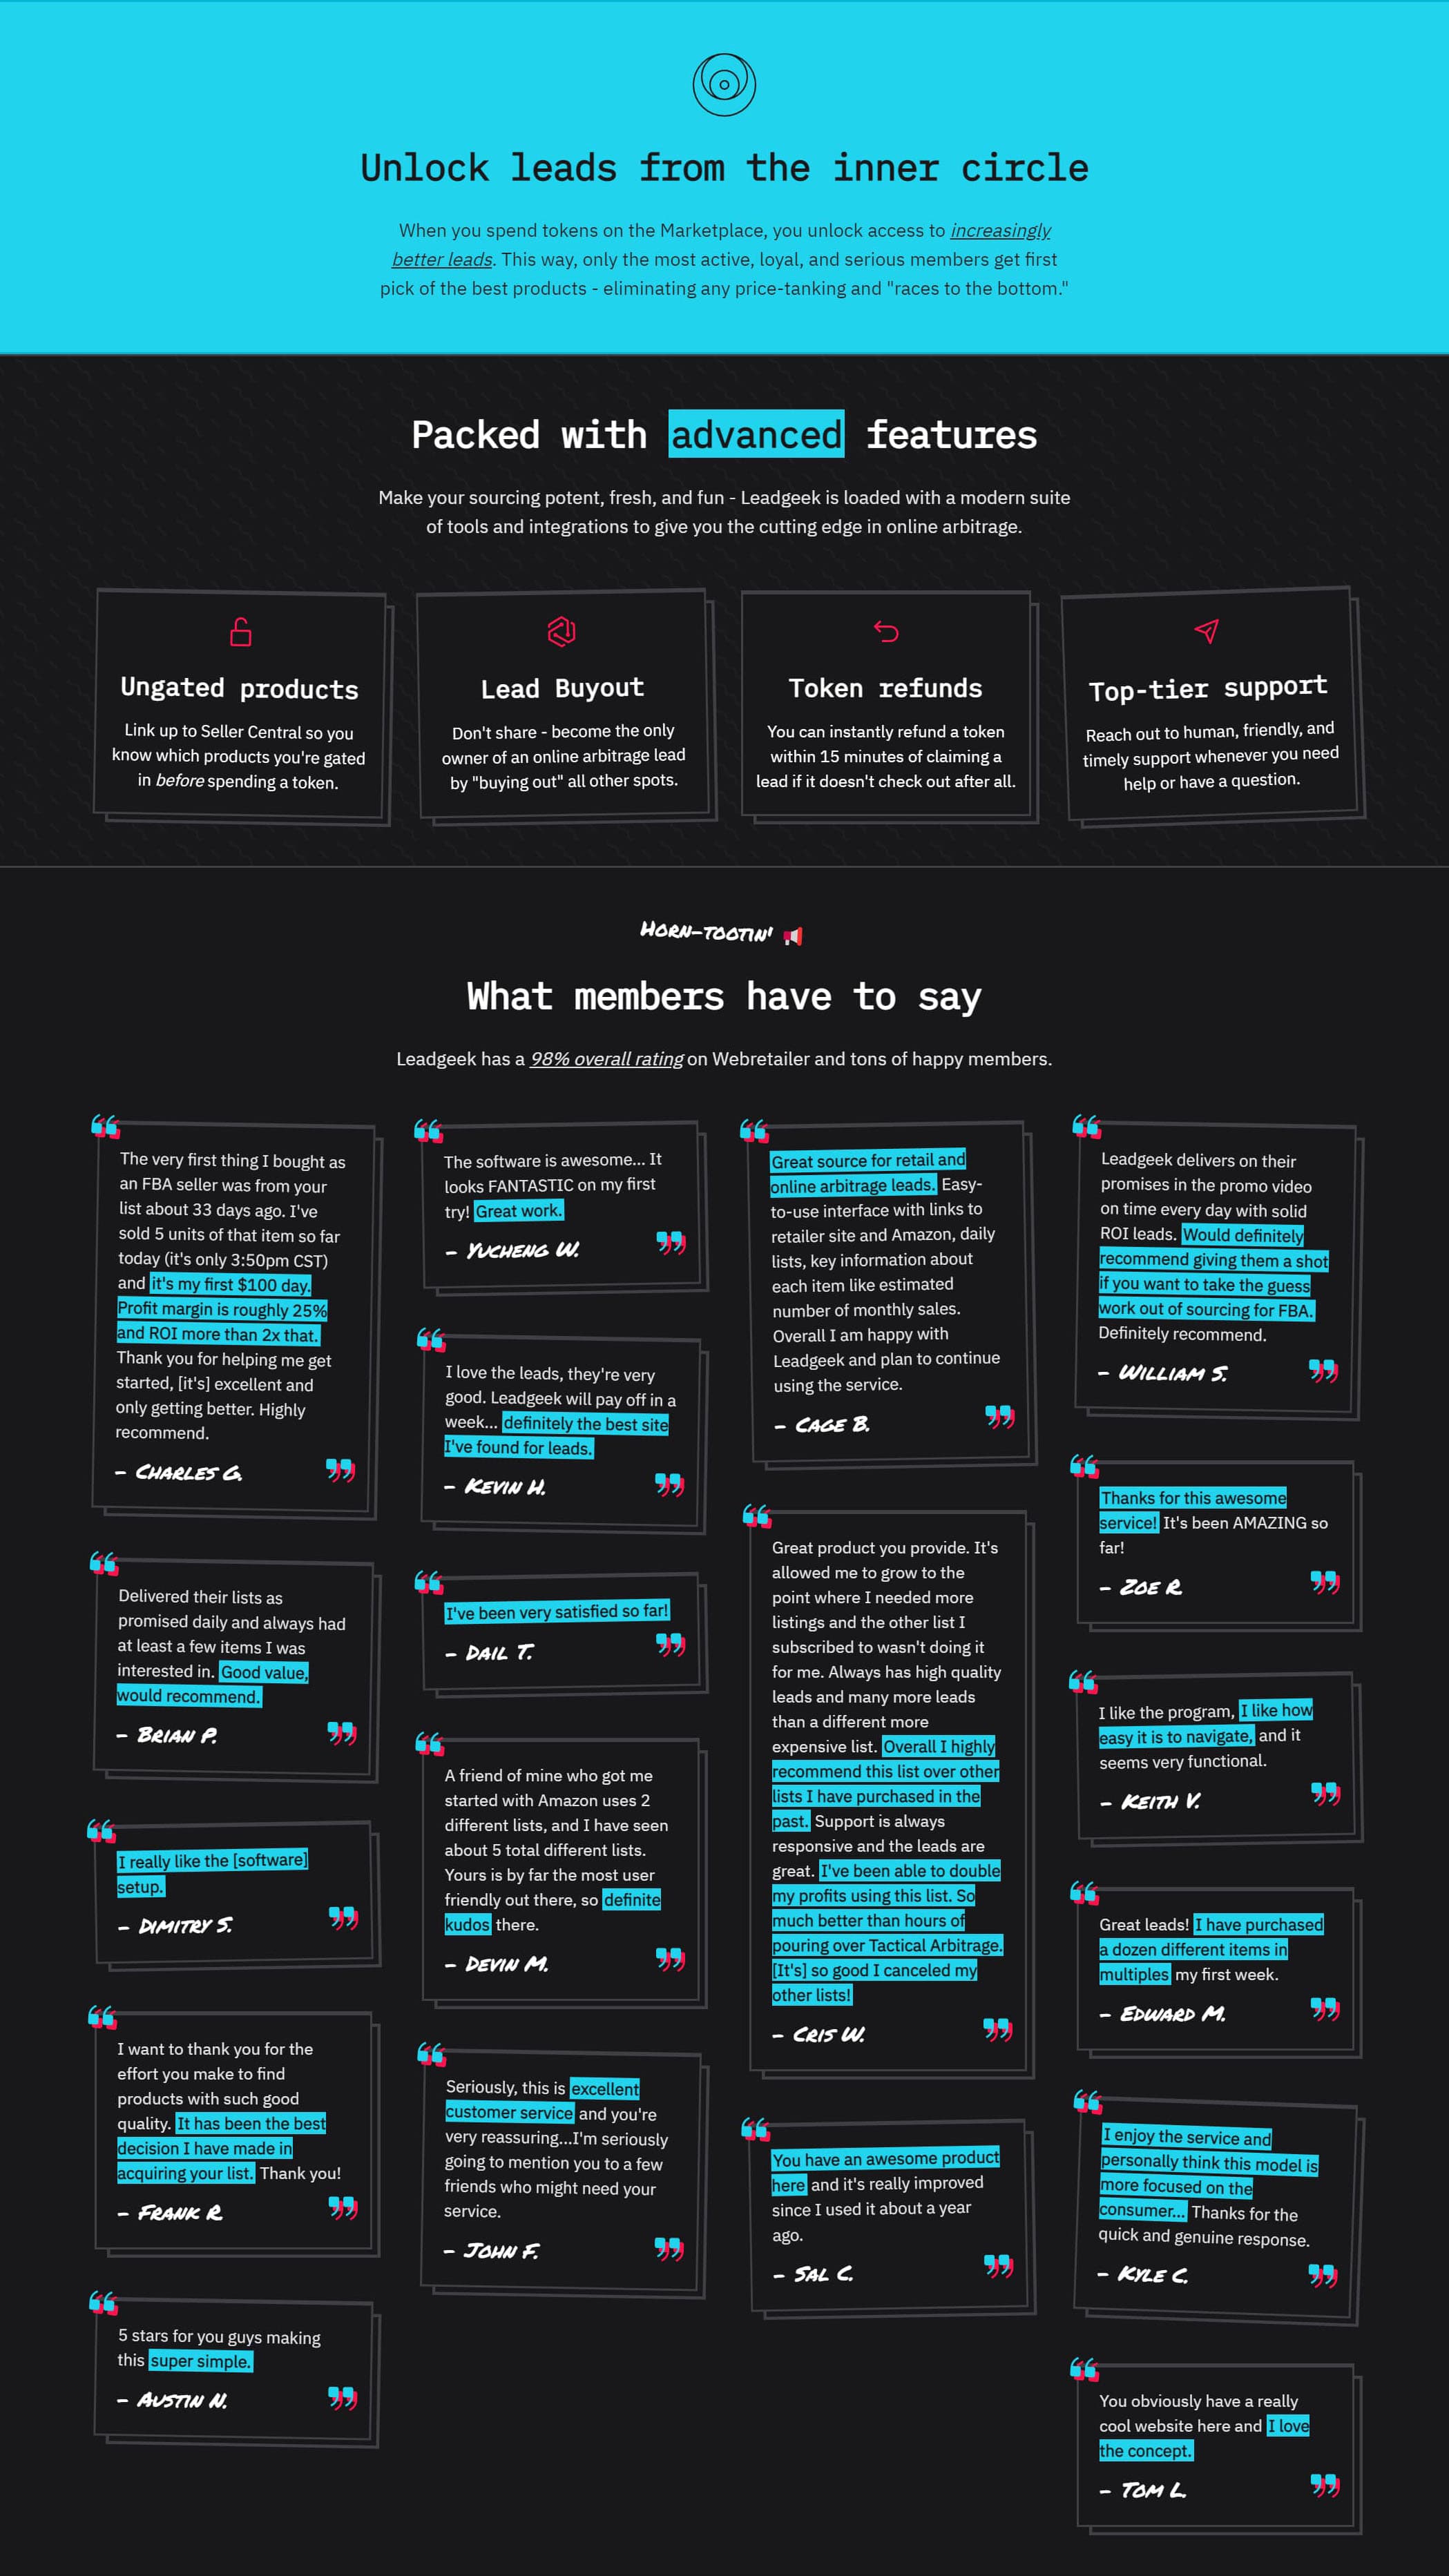 Unlock leads from the inner circle
When you spend tokens on the Marketplace, you unlock access to increasingly
better leads. This way, only the most active, loyal, and serious members get first
pick of the best products - eliminating any price-tanking and "races to the bottom."
Packed with advanced features
Make your sourcing potent, fresh, and fun - Leadgeek is loaded with a modern suite
of tools and integrations to give you the cutting edge in online arbitrage.
Ungated products
Link up to Seller Central so you
know which products you're gated
in before spending a token.
Lead Buyout
Don't share - become the only
owner of an online arbitrage lead
by "buying out" all other spots.
Token refunds
You can instantly refund a token
within 15 minutes of claiming a
lead if it doesn't check out after all.
Top-tier support
Reach out to human, friendly, and
timely support whenever you need
help or have a question.
Horn-tootin'
What members have to say
Leadgeek has a 98% overall rating on Webretailer and tons of happy members.
The very first thing I bought as
an FBA seller was from your
list about 33 days ago. I've
sold 5 units of that item so far
today (it's only 3:50pm CST)
and it's my first $100 day.
Profit margin is roughly 25%
and ROI more than 2x that.
Thank you for helping me get
started, [it's] excellent and
only getting better. Highly
recommend.
– Charles G.
Delivered their lists as
promised daily and always had
at least a few items I was
interested in. Good value,
would recommend.
– Brian P.
I really like the [software]
setup.
– Dimitry S.
I want to thank you for the
effort you make to find
products with such good
quality. It has been the best
decision I have made in
acquiring your list. Thank you!
– Frank R.
5 stars for you guys making
this super simple.
– Austin N.
The software is awesome... It
looks FANTASTIC on my first
try! Great work.
– Yucheng W.
I love the leads, they're very
good. Leadgeek will pay off in a
week... definitely the best site
I've found for leads.
– Kevin H.
I've been very satisfied so far!
– Dail T.
A friend of mine who got me
started with Amazon uses 2
different lists, and I have seen
about 5 total different lists.
Yours is by far the most user
friendly out there, so definite
kudos there.
– Devin M.
Seriously, this is excellent
customer service and you're
very reassuring...I'm seriously
going to mention you to a few
friends who might need your
service.
– John F.
Great source for retail and
online arbitrage leads. Easy-
to-use interface with links to
retailer site and Amazon, daily
lists, key information about
each item like estimated
number of monthly sales.
Overall I am happy with
Leadgeek and plan to continue
using the service.
– Cage B.
Great product you provide. It's
allowed me to grow to the
point where I needed more
listings and the other list I
subscribed to wasn't doing it
for me. Always has high quality
leads and many more leads
than a different more
expensive list. Overall I highly
recommend this list over other
lists I have purchased in the
past. Support is always
responsive and the leads are
great. I've been able to double
my profits using this list. So
much better than hours of
pouring over Tactical Arbitrage.
[It's] so good I canceled my
other lists!
– Cris W.
You have an awesome product
here and it's really improved
since I used it about a year
ago.
– Sal C.
Leadgeek delivers on their
promises in the promo video
on time every day with solid
ROI leads. Would definitely
recommend giving them a shot
if you want to take the guess
work out of sourcing for FBA.
Definitely recommend.
– William S.
Thanks for this awesome
service! It's been AMAZING so
far!
– Zoe R.
I like the program, I like how
easy it is to navigate, and it
seems very functional.
– Keith V.
Great leads! I have purchased
a dozen different items in
multiples my first week.
– Edward M.
I enjoy the service and
personally think this model is
more focused on the
consumer... Thanks for the
quick and genuine response.
– Kyle C.
You obviously have a really
cool website here and I love
the concept.
– Tom L.